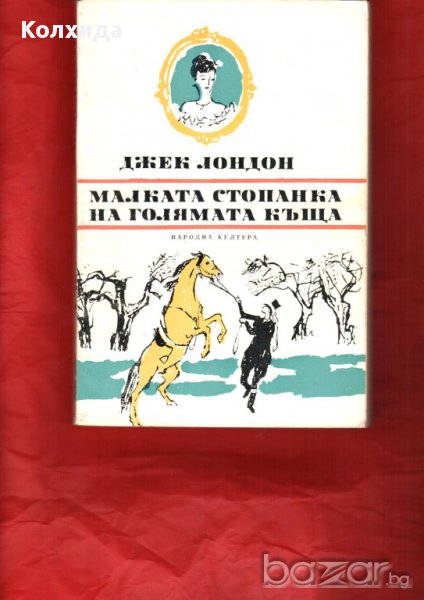 Колхида
ДЖЕК ЛОНДОН
МАЛКАТА СТОПАНКА
НА ГОЛЯМАТА КЪЩА
НАРОДНА КУЛТУРА
bazar.bg